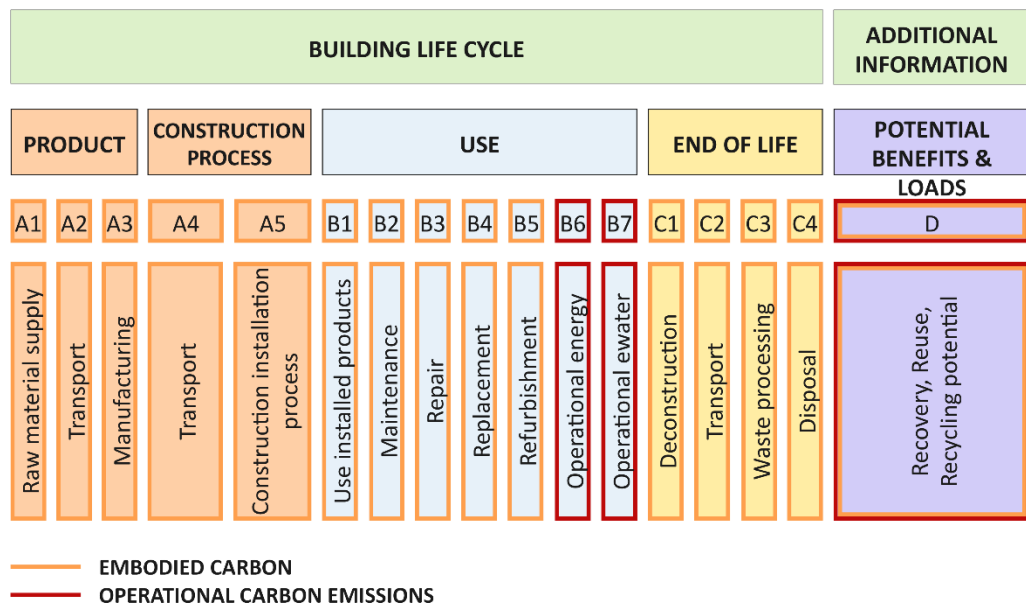 BUILDING LIFE CYCLE
ADDITIONAL
INFORMATION
PRODUCT
CONSTRUCTION
PROCESS
USE
END OF LIFE
POTENTIAL
BENEFITS &
LOADS
A1
A2
A3
A4
A5
B1
B2
B3
B4
B5
B6
B7
C1
C2
C3
C4
D
Raw material supply
Transport
Manufacturing
Transport
Construction installation
process
Use installed products
Maintenance
Repair
Replacement
Refurbishment
Operational energy
Operational ewater
Deconstruction
Transport
Waste processing
Disposal
Recovery, Reuse,
Recycling potential
EMBODIED CARBON
OPERATIONAL CARBON EMISSIONS